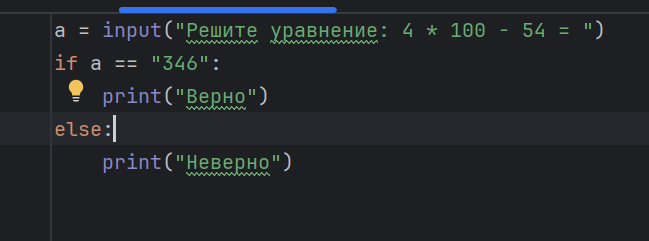 a = input("Решите уравнение: 4 * 100 - 54 = ")
if a == "346":
    print("Верно")
else:
    print("Неверно")